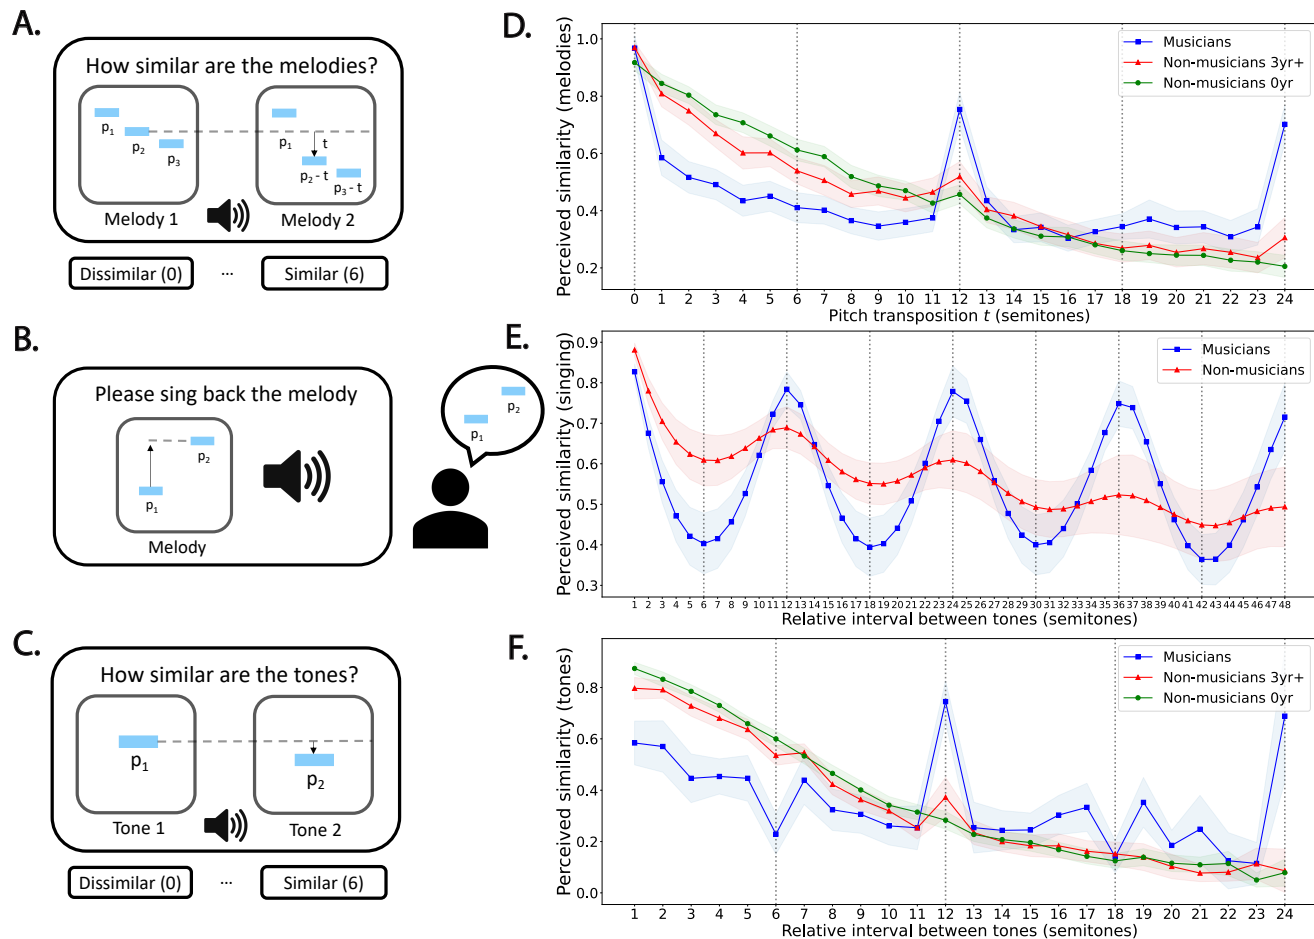 A.
How similar are the melodies?
p1
p2
p3
p1
t
p2 - t
p3 - t
Melody 1
Melody 2
Dissimilar (0)
...
Similar (6)
B.
Please sing back the melody
p1
p2
Melody
p1
p2
C.
How similar are the tones?
p1
p2
Tone 1
Tone 2
Dissimilar (0)
...
Similar (6)
D.
Perceived similarity (melodies)
1.0
0.8
0.6
0.4
0.2
Musicians
Non-musicians 3yr+
Non-musicians 0yr
0 1 2 3 4 5 6 7 8 9 10 11 12 13 14 15 16 17 18 19 20 21 22 23 24
Pitch transposition t (semitones)
E.
Perceived similarity (singing)
0.9
0.8
0.7
0.6
0.5
0.4
0.3
Musicians
Non-musicians
1 2 3 4 5 6 7 8 9 10 11 12 13 14 15 16 17 18 19 20 21 22 23 24 25 26 27 28 29 30 31 32 33 34 35 36 37 38 39 40 41 42 43 44 45 46 47 48
Relative interval between tones (semitones)
F.
Perceived similarity (tones)
0.8
0.6
0.4
0.2
0.0
Musicians
Non-musicians 3yr+
Non-musicians 0yr
1 2 3 4 5 6 7 8 9 10 11 12 13 14 15 16 17 18 19 20 21 22 23 24
Relative interval between tones (semitones)